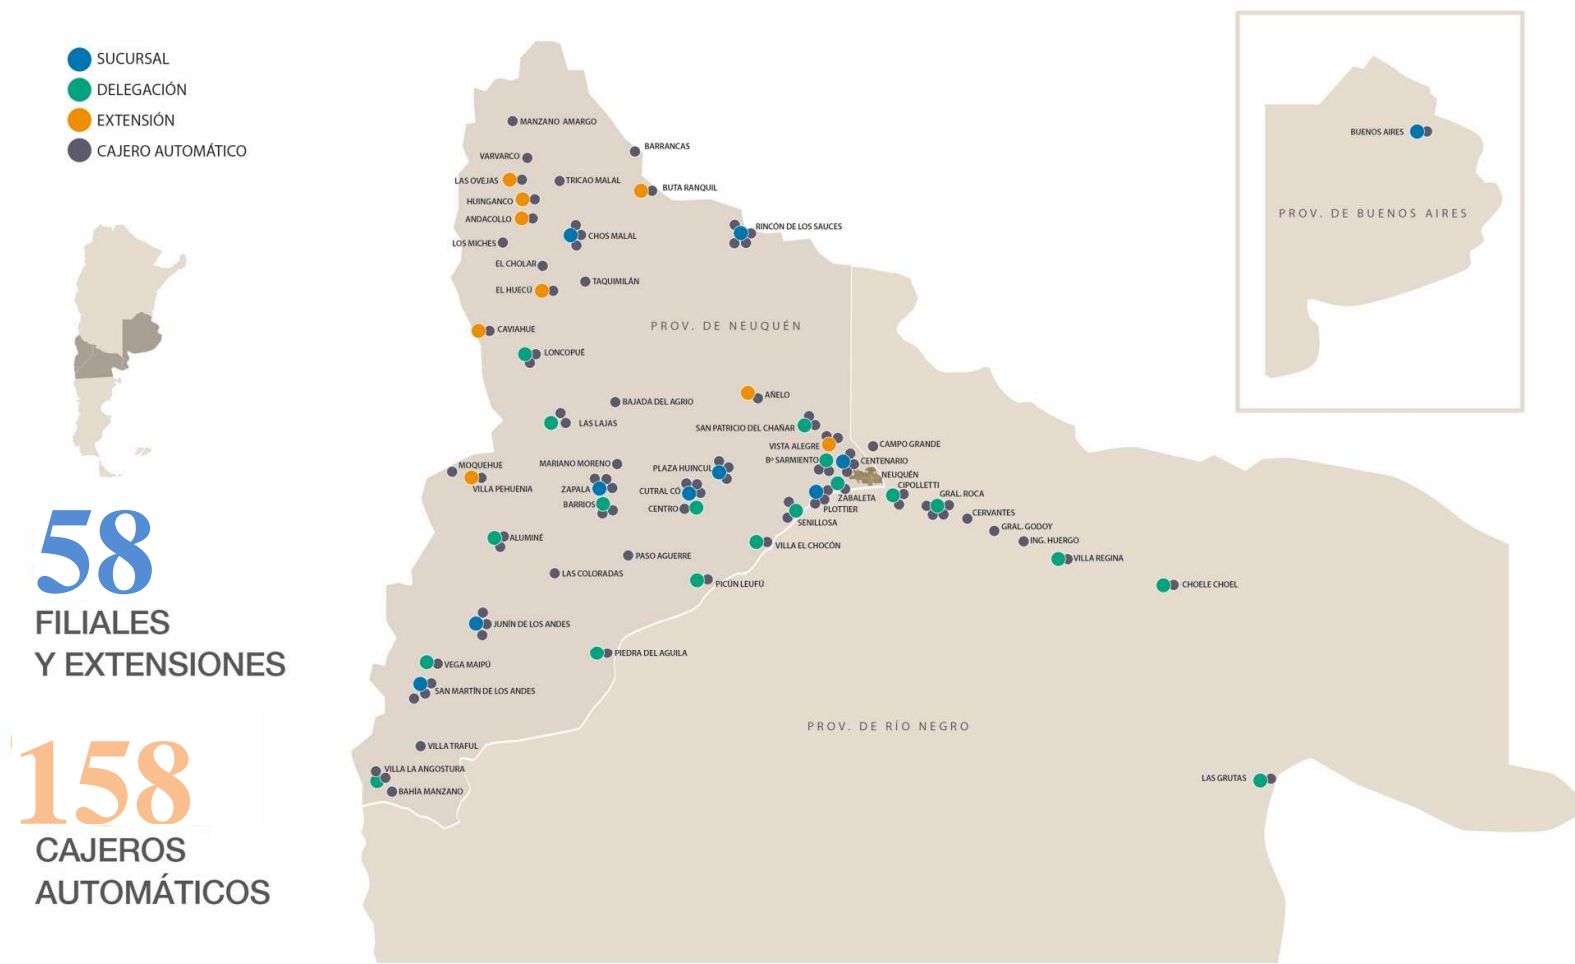 SUCURSAL
DELEGACIÓN
EXTENSIÓN
CAJERO AUTOMÁTICO
MANZANO AMARGO
BARRANCAS
VARVARCO
LAS OVEJAS
TRICAO MALAL
BUTA RANQUIL
HUINGANCO
ANDACOLLO
RINCÓN DE LOS SAUCES
CHOS MALAL
LOS MICHES
EL CHOLAR
TAQUIMILÁN
EL HUECÚ
CAVIAHUE
PROV. DE NEUQUÉN
LONCOPUÉ
BUENOS AIRES
PROV. DE BUENOS AIRES
AÑELO
BAJADA DEL AGRIO
LAS LAJAS
SAN PATRICIO DEL CHAÑAR
VISTA ALEGRE
CAMPO GRANDE
Bº SARMIENTO
CENTENARIO
MOQUEHUE
MARIANO MORENO
PLAZA HUINCUL
NEUQUÉN
VILLA PEHUENIA
ZAPALA
CUTRAL CÓ
CIPOLLETTI
ZABALETA
GRAL. ROCA
BARRIOS
CENTRO
PLOTTIER
CERVANTES
SENILLOSA
GRAL. GODOY
ALUMINÉ
VILLA EL CHOCÓN
ING. HUERGO
PASO AGUERRE
VILLA REGINA
LAS COLORADAS
PICÚN LEUFÚ
CHOELE CHOEL
JUNÍN DE LOS ANDES
PIEDRA DEL AGUILA
VEGA MAIPÚ
SAN MARTÍN DE LOS ANDES
PROV. DE RÍO NEGRO
VILLA TRAFUL
VILLA LA ANGOSTURA
BAHÍA MANZANO
LAS GRUTAS
58
FILIALES
Y EXTENSIONES
158
CAJEROS
AUTOMÁTICOS